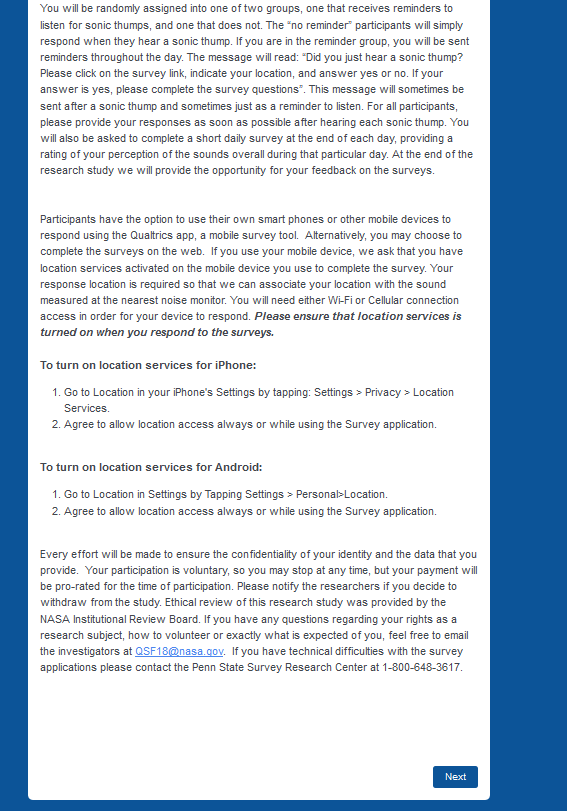 You will be randomly assigned into one of two groups, one that receives reminders to
listen for sonic thumps, and one that does not. The “no reminder” participants will simply
respond when they hear a sonic thump. If you are in the reminder group, you will be sent
reminders throughout the day. The message will read: “Did you just hear a sonic thump?
Please click on the survey link, indicate your location, and answer yes or no. If your
answer is yes, please complete the survey questions”. This message will sometimes be
sent after a sonic thump and sometimes just as a reminder to listen. For all participants,
please provide your responses as soon as possible after hearing each sonic thump. You
will also be asked to complete a short daily survey at the end of each day, providing a
rating of your perception of the sounds overall during that particular day. At the end of the
research study we will provide the opportunity for your feedback on the surveys.
Participants have the option to use their own smart phones or other mobile devices to
respond using the Qualtrics app, a mobile survey tool.  Alternatively, you may choose to
complete the surveys on the web.  If you use your mobile device, we ask that you have
location services activated on the mobile device you use to complete the survey. Your
response location is required so that we can associate your location with the sound
measured at the nearest noise monitor. You will need either Wi-Fi or Cellular connection
access in order for your device to respond. Please ensure that location services is
turned on when you respond to the surveys.
To turn on location services for iPhone:
1. Go to Location in your iPhone's Settings by tapping: Settings > Privacy > Location
Services.
2. Agree to allow location access always or while using the Survey application.
To turn on location services for Android:
1. Go to Location in Settings by Tapping Settings > Personal>Location.
2. Agree to allow location access always or while using the Survey application.
Every effort will be made to ensure the confidentiality of your identity and the data that you
provide.  Your participation is voluntary, so you may stop at any time, but your payment will
be pro-rated for the time of participation. Please notify the researchers if you decide to
withdraw from the study. Ethical review of this research study was provided by the
NASA Institutional Review Board. If you have any questions regarding your rights as a
research subject, how to volunteer or exactly what is expected of you, feel free to email
the investigators at QSF18@nasa.gov.  If you have technical difficulties with the survey
applications please contact the Penn State Survey Research Center at 1-800-648-3617.
Next